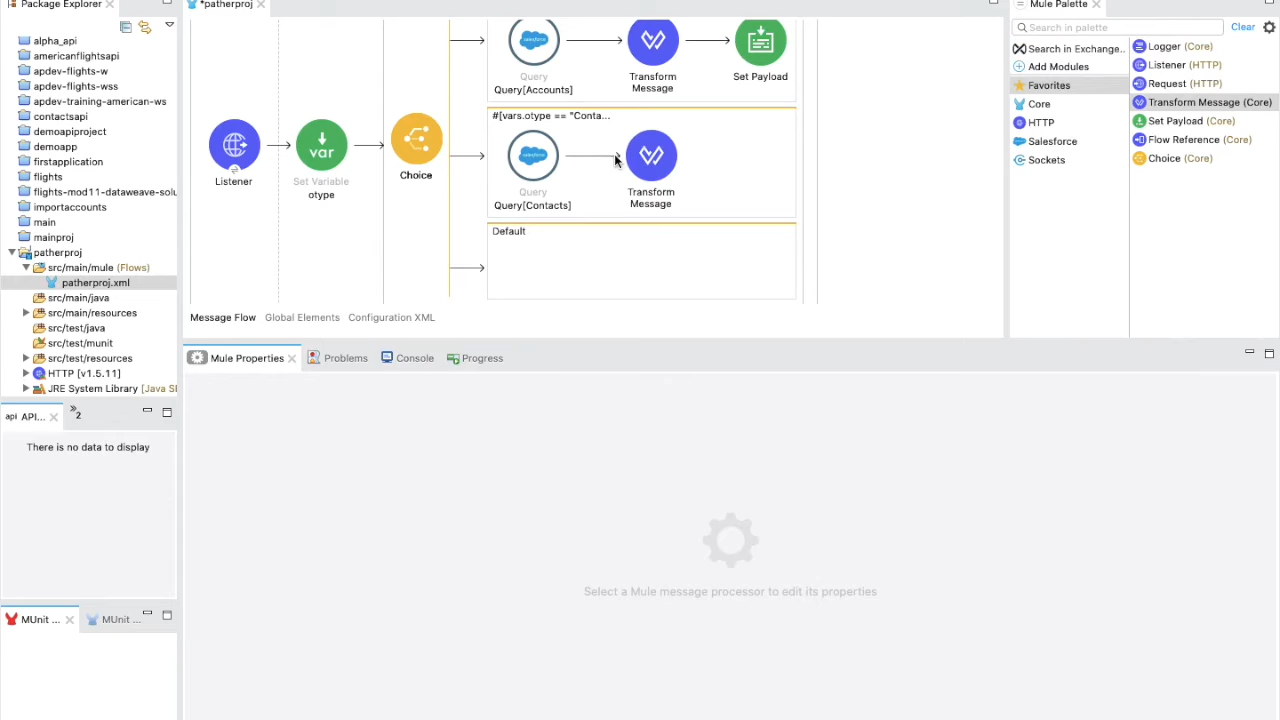 Package Explorer
alpha_api
americanflightsapi
apdev-flights-w
apdev-flights-wss
apdev-training-american-ws
contactsapi
demoapiproject
demoapp
firstapplication
flights
flights-mod11-dataweave-solu
importaccounts
main
mainproj
patherproj
src/main/mule (Flows)
patherproj.xml
src/main/java
src/main/resources
src/test/java
src/test/munit
src/test/resources
HTTP [v1.5.11]
JRE System Library [Java SE
api API...
2
There is no data to display
MUnit ...
MUnit ...
*patherproj
Listener
var
Set Variable
otype
Choice
Query
Query[Accounts]
Transform
Message
Set Payload
#[vars.otype == "Conta...
Query
Query[Contacts]
Transform
Message
Default
Message Flow
Global Elements
Configuration XML
Mule Properties
Problems
Console
Progress
Select a Mule message processor to edit its properties
Mule Palette
Search in palette
Clear
Search in Exchange..
Add Modules
Favorites
Core
HTTP
Salesforce
Sockets
Logger (Core)
Listener (HTTP)
Request (HTTP)
Transform Message (Core)
Set Payload (Core)
Flow Reference (Core)
Choice (Core)